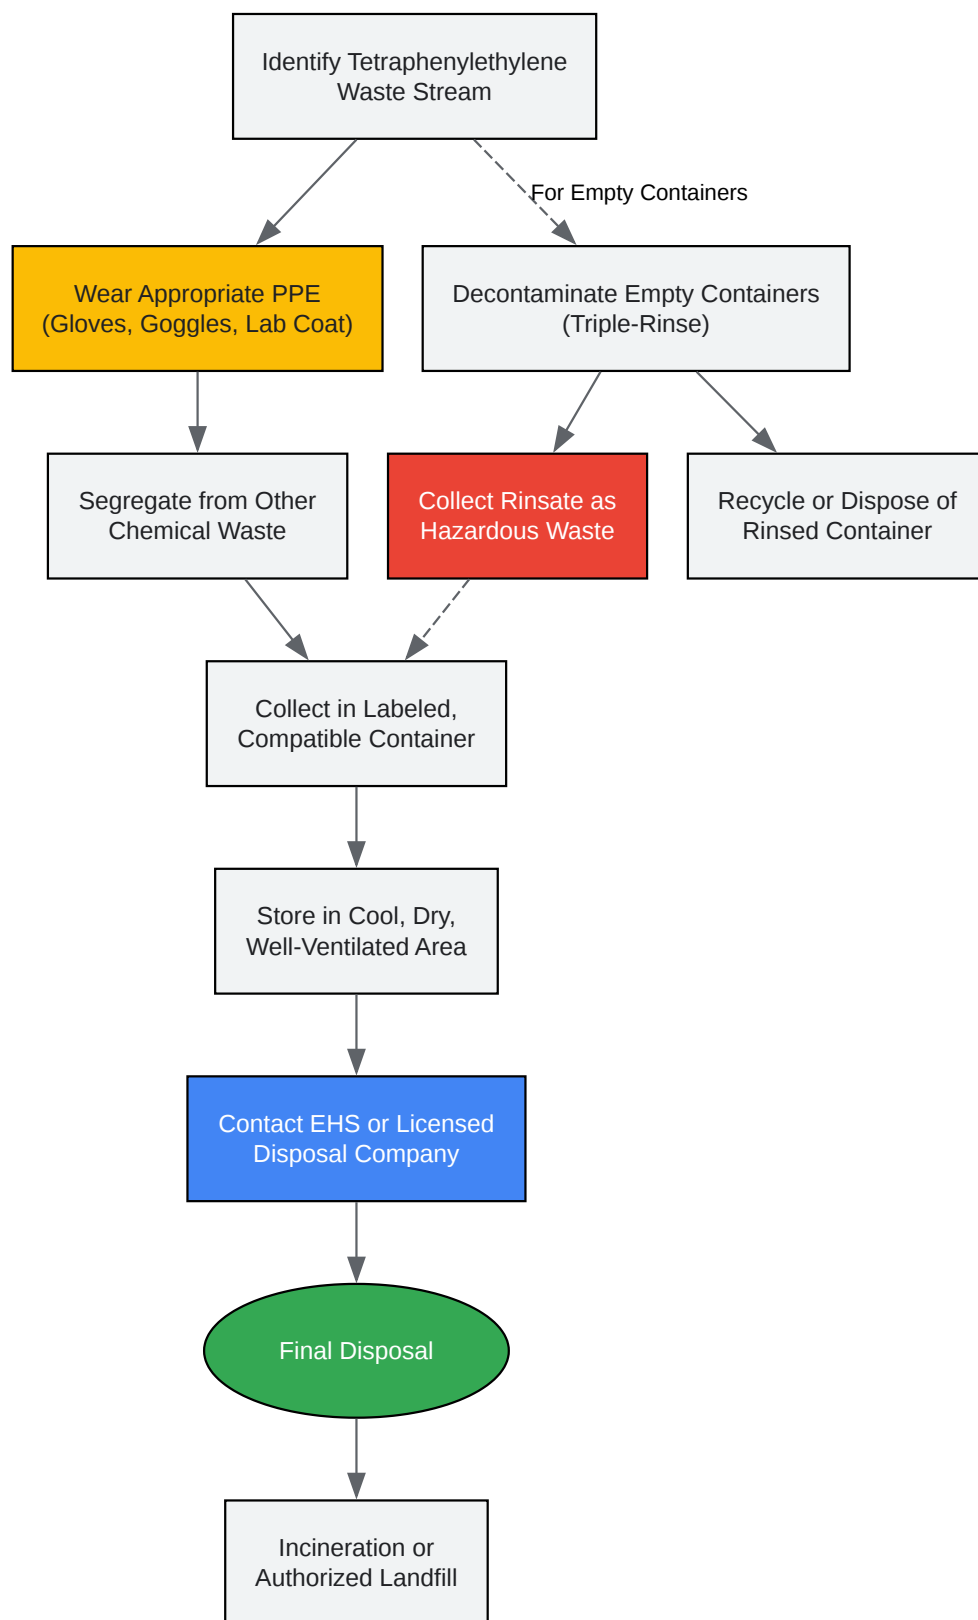 Identify Tetraphenylethylene
Waste Stream
For Empty Containers
Wear Appropriate PPE
(Gloves, Goggles, Lab Coat)
Decontaminate Empty Containers
(Triple-Rinse)
Segregate from Other
Chemical Waste
Collect Rinsate as
Hazardous Waste
Recycle or Dispose of
Rinsed Container
Collect in Labeled,
Compatible Container
Store in Cool, Dry,
Well-Ventilated Area
Contact EHS or Licensed
Disposal Company
Final Disposal
Incineration or
Authorized Landfill